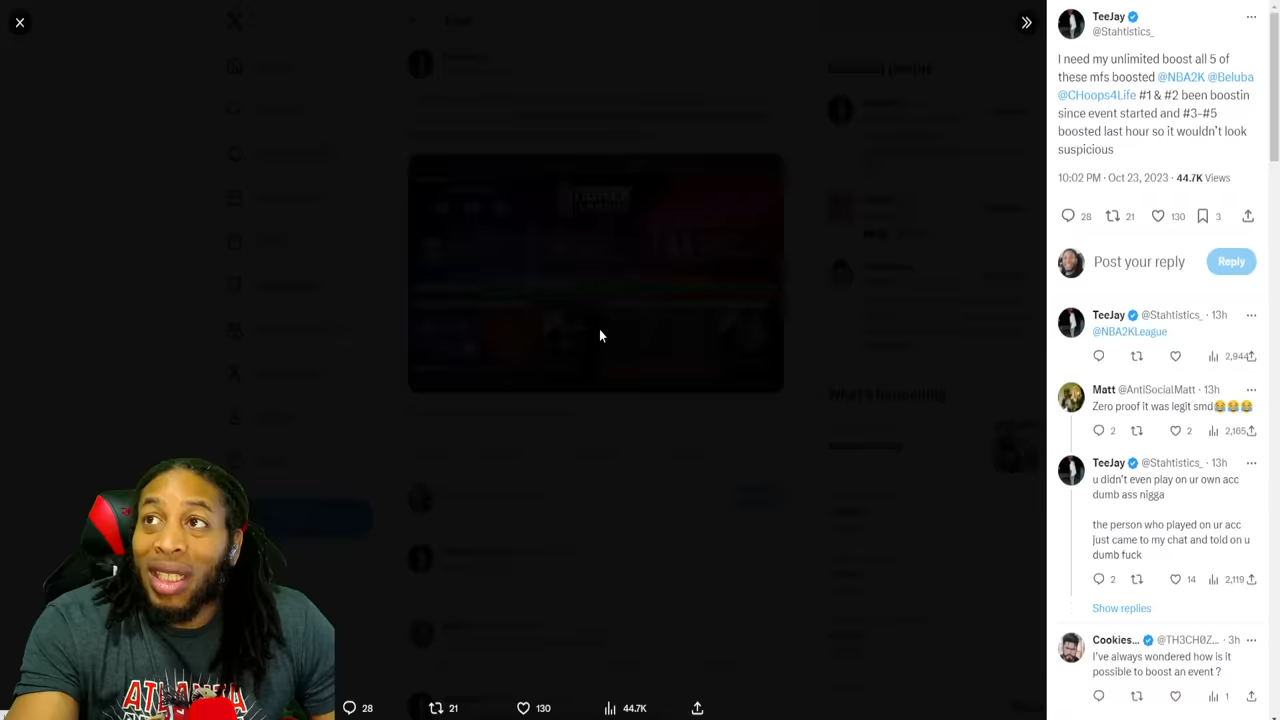 TeeJay
@Stahtistics_
I need my unlimited boost all 5 of
these mfs boosted @NBA2K @Beluba
@CHoops4Life #1 & #2 been boostin
since event started and #3-#5
boosted last hour so it wouldn't look
suspicious
10:02 PM · Oct 23, 2023 · 44.7K Views
28 21 130 3
Post your reply Reply
TeeJay @Stahtistics_ · 13h
@NBA2KLeague
2,944
Matt @AntiSocialMatt · 13h
Zero proof it was legit smd😂😂😂
2 2 2,165
TeeJay @Stahtistics_ · 13h
u didn't even play on ur own acc
dumb ass nigga
the person who played on ur acc
just came to my chat and told on u
dumb fuck
2 14 2,119
Show replies
Cookies... @TH3CH0Z... · 3h
I've always wondered how is it
possible to boost an event ?
1
28 21 130 44.7K
What's happening